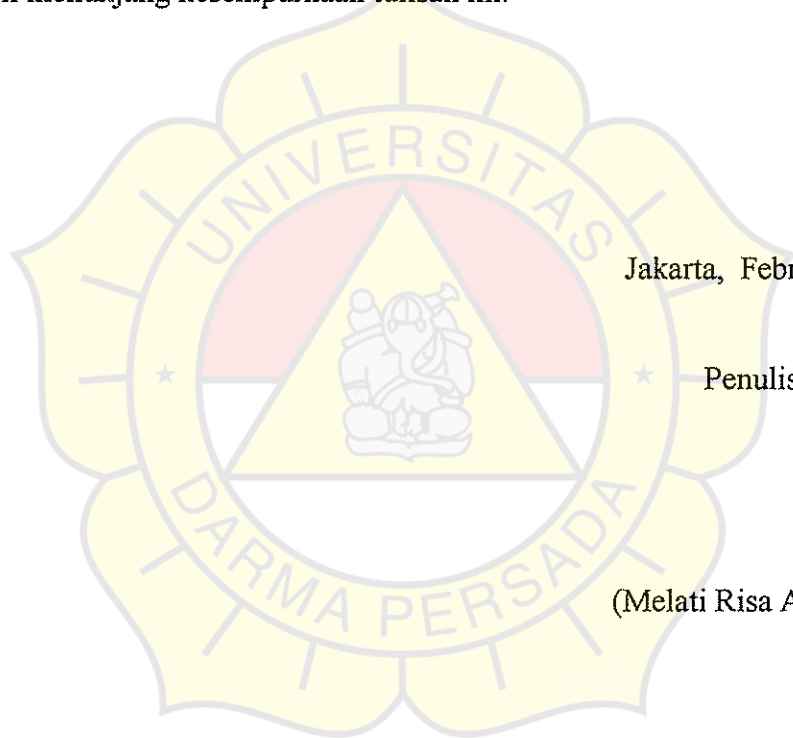 UNIVERSITAS
Jakarta, Febr
Penulis
DARMA PERSADA
(Melati Risa A